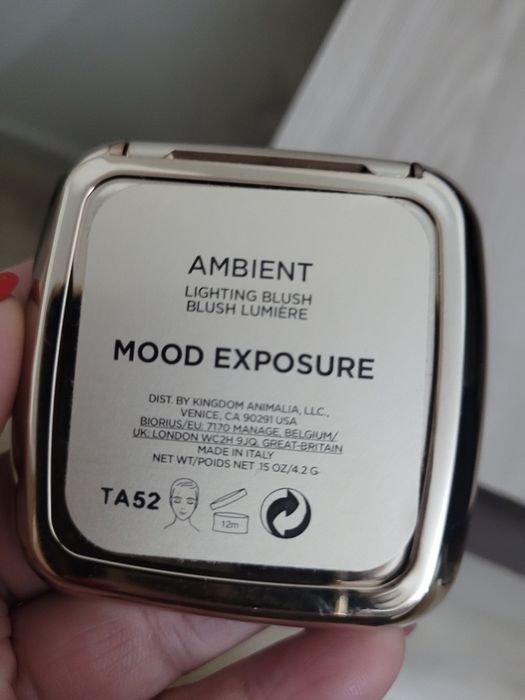 AMBIENT
LIGHTING BLUSH
BLUSH LUMIÈRE
MOOD EXPOSURE
DIST. BY KINGDOM ANIMALIA, LLC.,
VENICE, CA 90291 USA
BIORIUS/EU: 7170 MANAGE, BELGIUM/
UK: LONDON WC2H 9JQ, GREAT-BRITAIN
MADE IN ITALY
NET WT/POIDS NET .15 OZ/4.2 G
TA52
12m